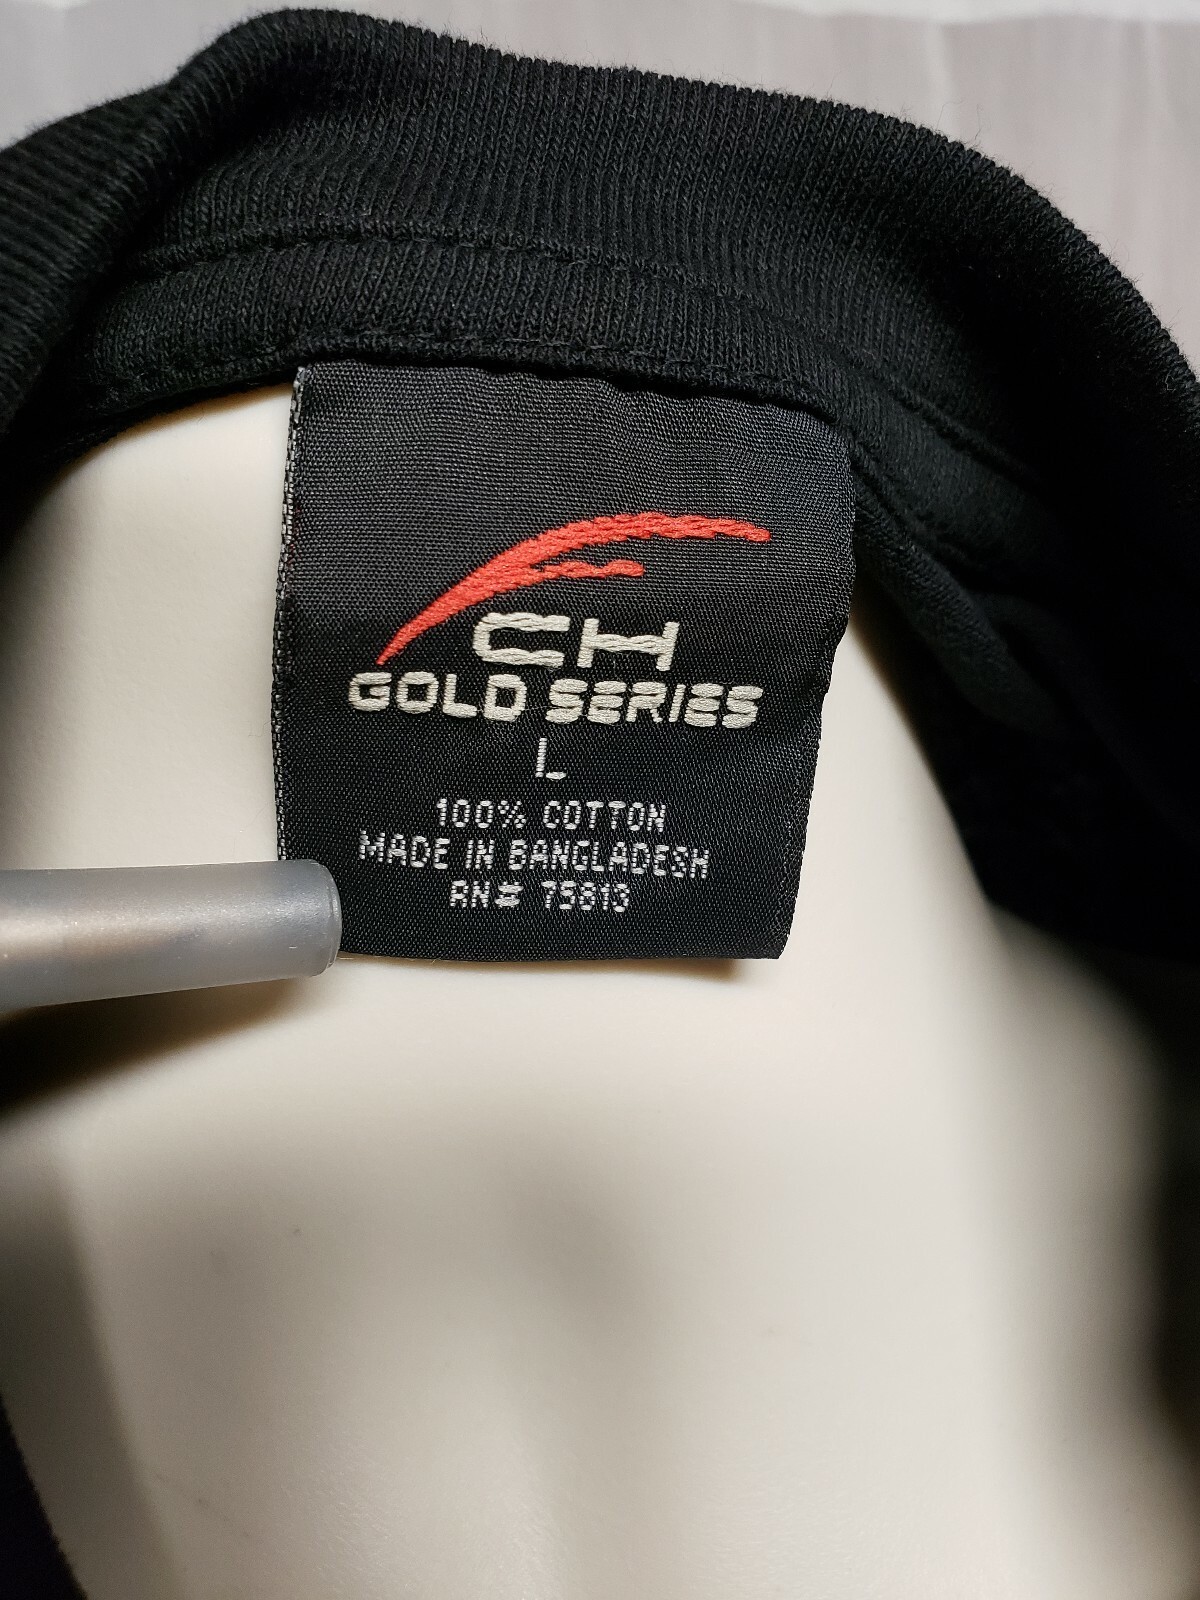 CH
GOLD SERIES
L
100% COTTON
MADE IN BANGLADESH
RN# 75813